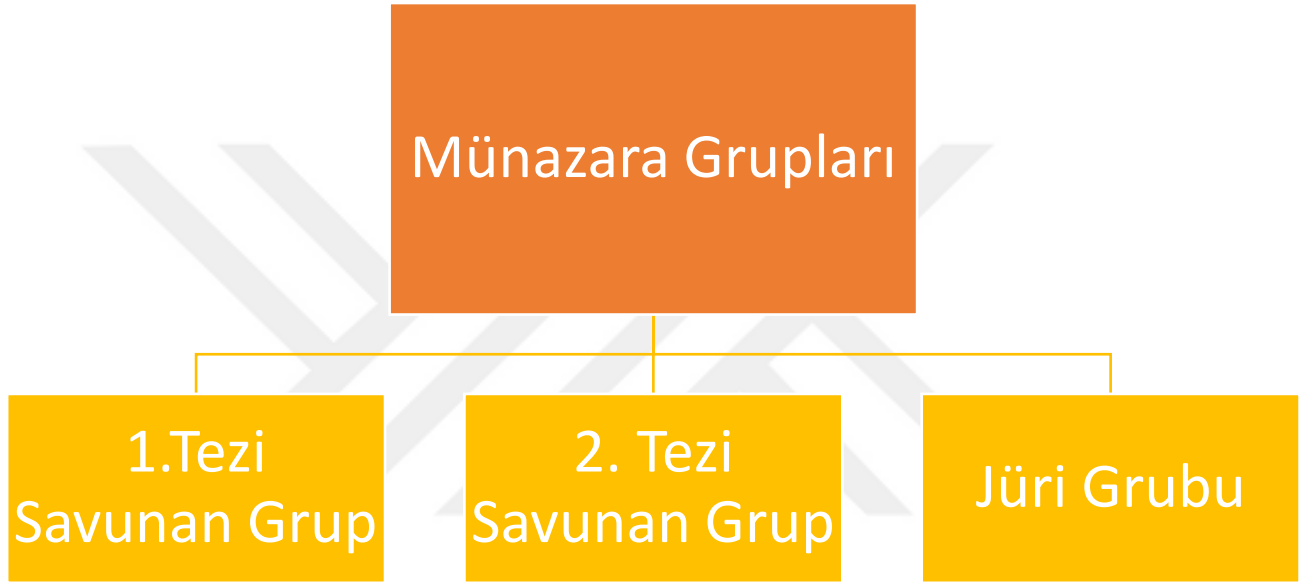 Münazara Grupları
1.Tezi
Savunan Grup
2. Tezi
Savunan Grup
Jüri Grubu